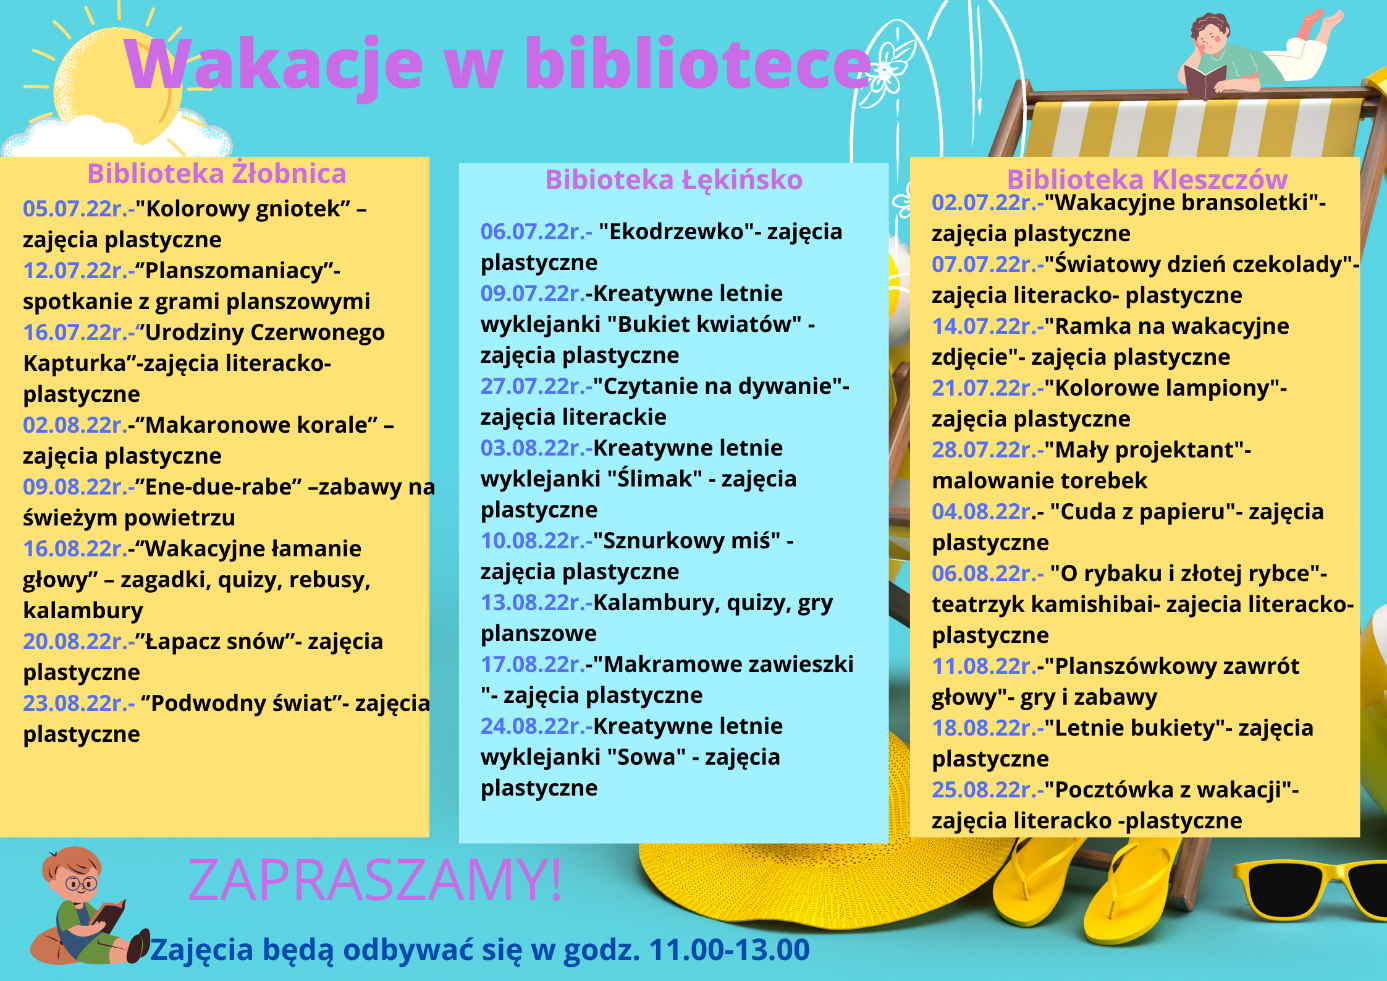 Wakacje w bibliotece
Biblioteka Żłobnica
05.07.22r.-"Kolorowy gniotek” –
zajęcia plastyczne
12.07.22r.-‘’Planszomaniacy”-
spotkanie z grami planszowymi
16.07.22r.-‘’Urodziny Czerwonego
Kapturka”-zajęcia literacko-
plastyczne
02.08.22r.-‘’Makaronowe korale” –
zajęcia plastyczne
09.08.22r.-”Ene-due-rabe” –zabawy na
świeżym powietrzu
16.08.22r.-‘’Wakacyjne łamanie
głowy” – zagadki, quizy, rebusy,
kalambury
20.08.22r.-”Łapacz snów”- zajęcia
plastyczne
23.08.22r.- ‘’Podwodny świat’’- zajęcia
plastyczne
Bibioteka Łękińsko
06.07.22r.- "Ekodrzewko"- zajęcia
plastyczne
09.07.22r.-Kreatywne letnie
wyklejanki "Bukiet kwiatów" -
zajęcia plastyczne
27.07.22r.-"Czytanie na dywanie"-
zajęcia literackie
03.08.22r.-Kreatywne letnie
wyklejanki "Ślimak" - zajęcia
plastyczne
10.08.22r.-"Sznurkowy miś" -
zajęcia plastyczne
13.08.22r.-Kalambury, quizy, gry
planszowe
17.08.22r.-"Makramowe zawieszki
"- zajęcia plastyczne
24.08.22r.-Kreatywne letnie
wyklejanki "Sowa" - zajęcia
plastyczne
Biblioteka Kleszczów
02.07.22r.-"Wakacyjne bransoletki"-
zajęcia plastyczne
07.07.22r.-"Światowy dzień czekolady"-
zajęcia literacko- plastyczne
14.07.22r.-"Ramka na wakacyjne
zdjęcie"- zajęcia plastyczne
21.07.22r.-"Kolorowe lampiony"-
zajęcia plastyczne
28.07.22r.-"Mały projektant"-
malowanie torebek
04.08.22r.- "Cuda z papieru"- zajęcia
plastyczne
06.08.22r.- "O rybaku i złotej rybce"-
teatrzyk kamishibai- zajecia literacko-
plastyczne
11.08.22r.-"Planszówkowy zawrót
głowy"- gry i zabawy
18.08.22r.-"Letnie bukiety"- zajęcia
plastyczne
25.08.22r.-"Pocztówka z wakacji"-
zajęcia literacko -plastyczne
ZAPRASZAMY!
Zajęcia będą odbywać się w godz. 11.00-13.00